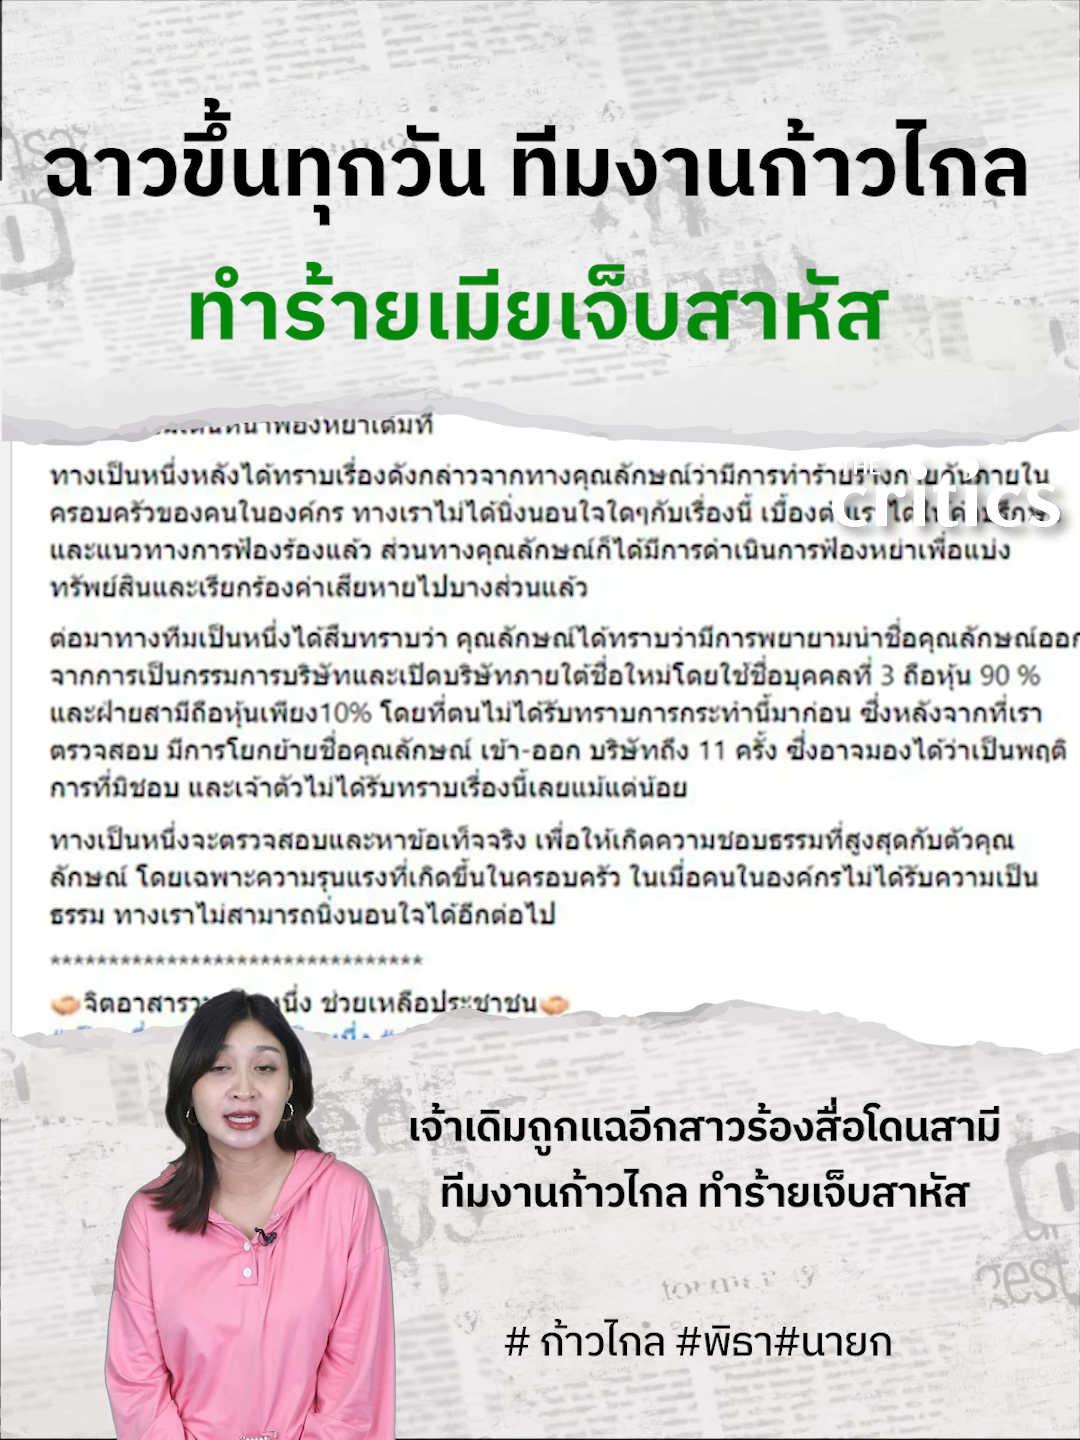 ฉาวขึ้นทุกวัน ทีมงานก้าวไกล
ทำร้ายเมียเจ็บสาหัส
ทางเป็นหนึ่งหลังได้ทราบเรื่องดังกล่าวจากทางคุณลักษณ์ว่ามีการทำร้ายร่างกายกันภายใน
THE
critics
ครอบครัวของคนในองค์กร ทางเราไม่ได้นิ่งนอนใจใดๆกับเรื่องนี้
และแนวทางการฟ้องร้องแล้ว ส่วนทางคุณลักษณ์ก็ได้มีการดำเนินการฟ้องหย่าเพื่อแบ่ง
ทรัพย์สินและเรียกร้องค่าเสียหายไปบางส่วนแล้ว
ต่อมาทางทีมเป็นหนึ่งได้สืบทราบว่า คุณลักษณ์ได้ทราบว่ามีการพยายามนำชื่อคุณลักษณ์ออก
จากการเป็นกรรมการบริษัทและเปิดบริษัทภายใต้ชื่อใหม่โดยใช้ชื่อบุคคลที่ 3 ถือหุ้น 90 %
และฝ่ายสามีถือหุ้นเพียง10% โดยที่ตนไม่ได้รับทราบการกระทำนี้มาก่อน ซึ่งหลังจากที่เรา
ตรวจสอบ มีการโยกย้ายชื่อคุณลักษณ์ เข้า-ออก บริษัทถึง 11 ครั้ง ซึ่งอาจมองได้ว่าเป็นพฤติ
การที่มิชอบ และเจ้าตัวไม่ได้รับทราบเรื่องนี้เลยแม้แต่น้อย
ทางเป็นหนึ่งจะตรวจสอบและหาข้อเท็จจริง เพื่อให้เกิดความชอบธรรมที่สูงสุดกับตัวคุณ
ลักษณ์ โดยเฉพาะความรุนแรงที่เกิดขึ้นในครอบครัว ในเมื่อคนในองค์กรไม่ได้รับความเป็น
ธรรม ทางเราไม่สามารถนิ่งนอนใจได้อีกต่อไป
********************************
ช่วยเหลือประชาชน
เจ้าเดิมถูกแฉอีกสาวร้องสื่อโดนสามี
ทีมงานก้าวไกล ทำร้ายเจ็บสาหัส
# ก้าวไกล #พิธา#นายก